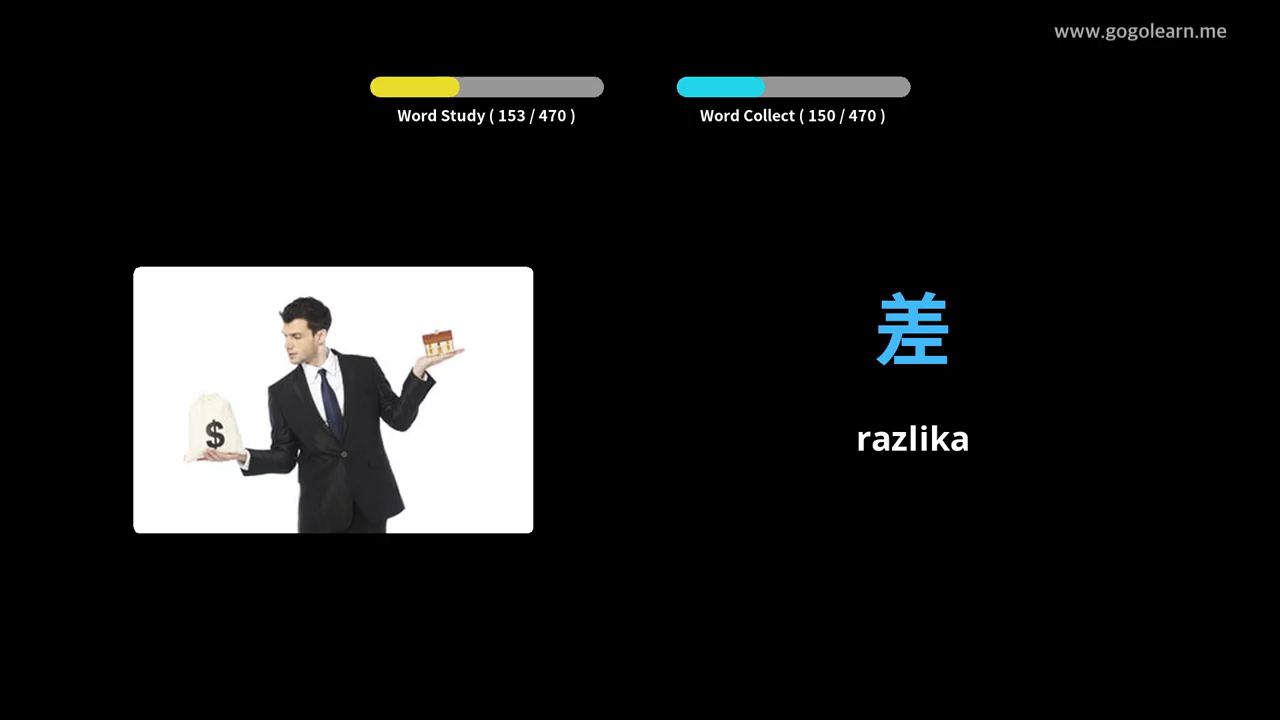 www.gogolearn.me
Word Study ( 153 / 470 )
Word Collect ( 150 / 470 )
差
razlika
$